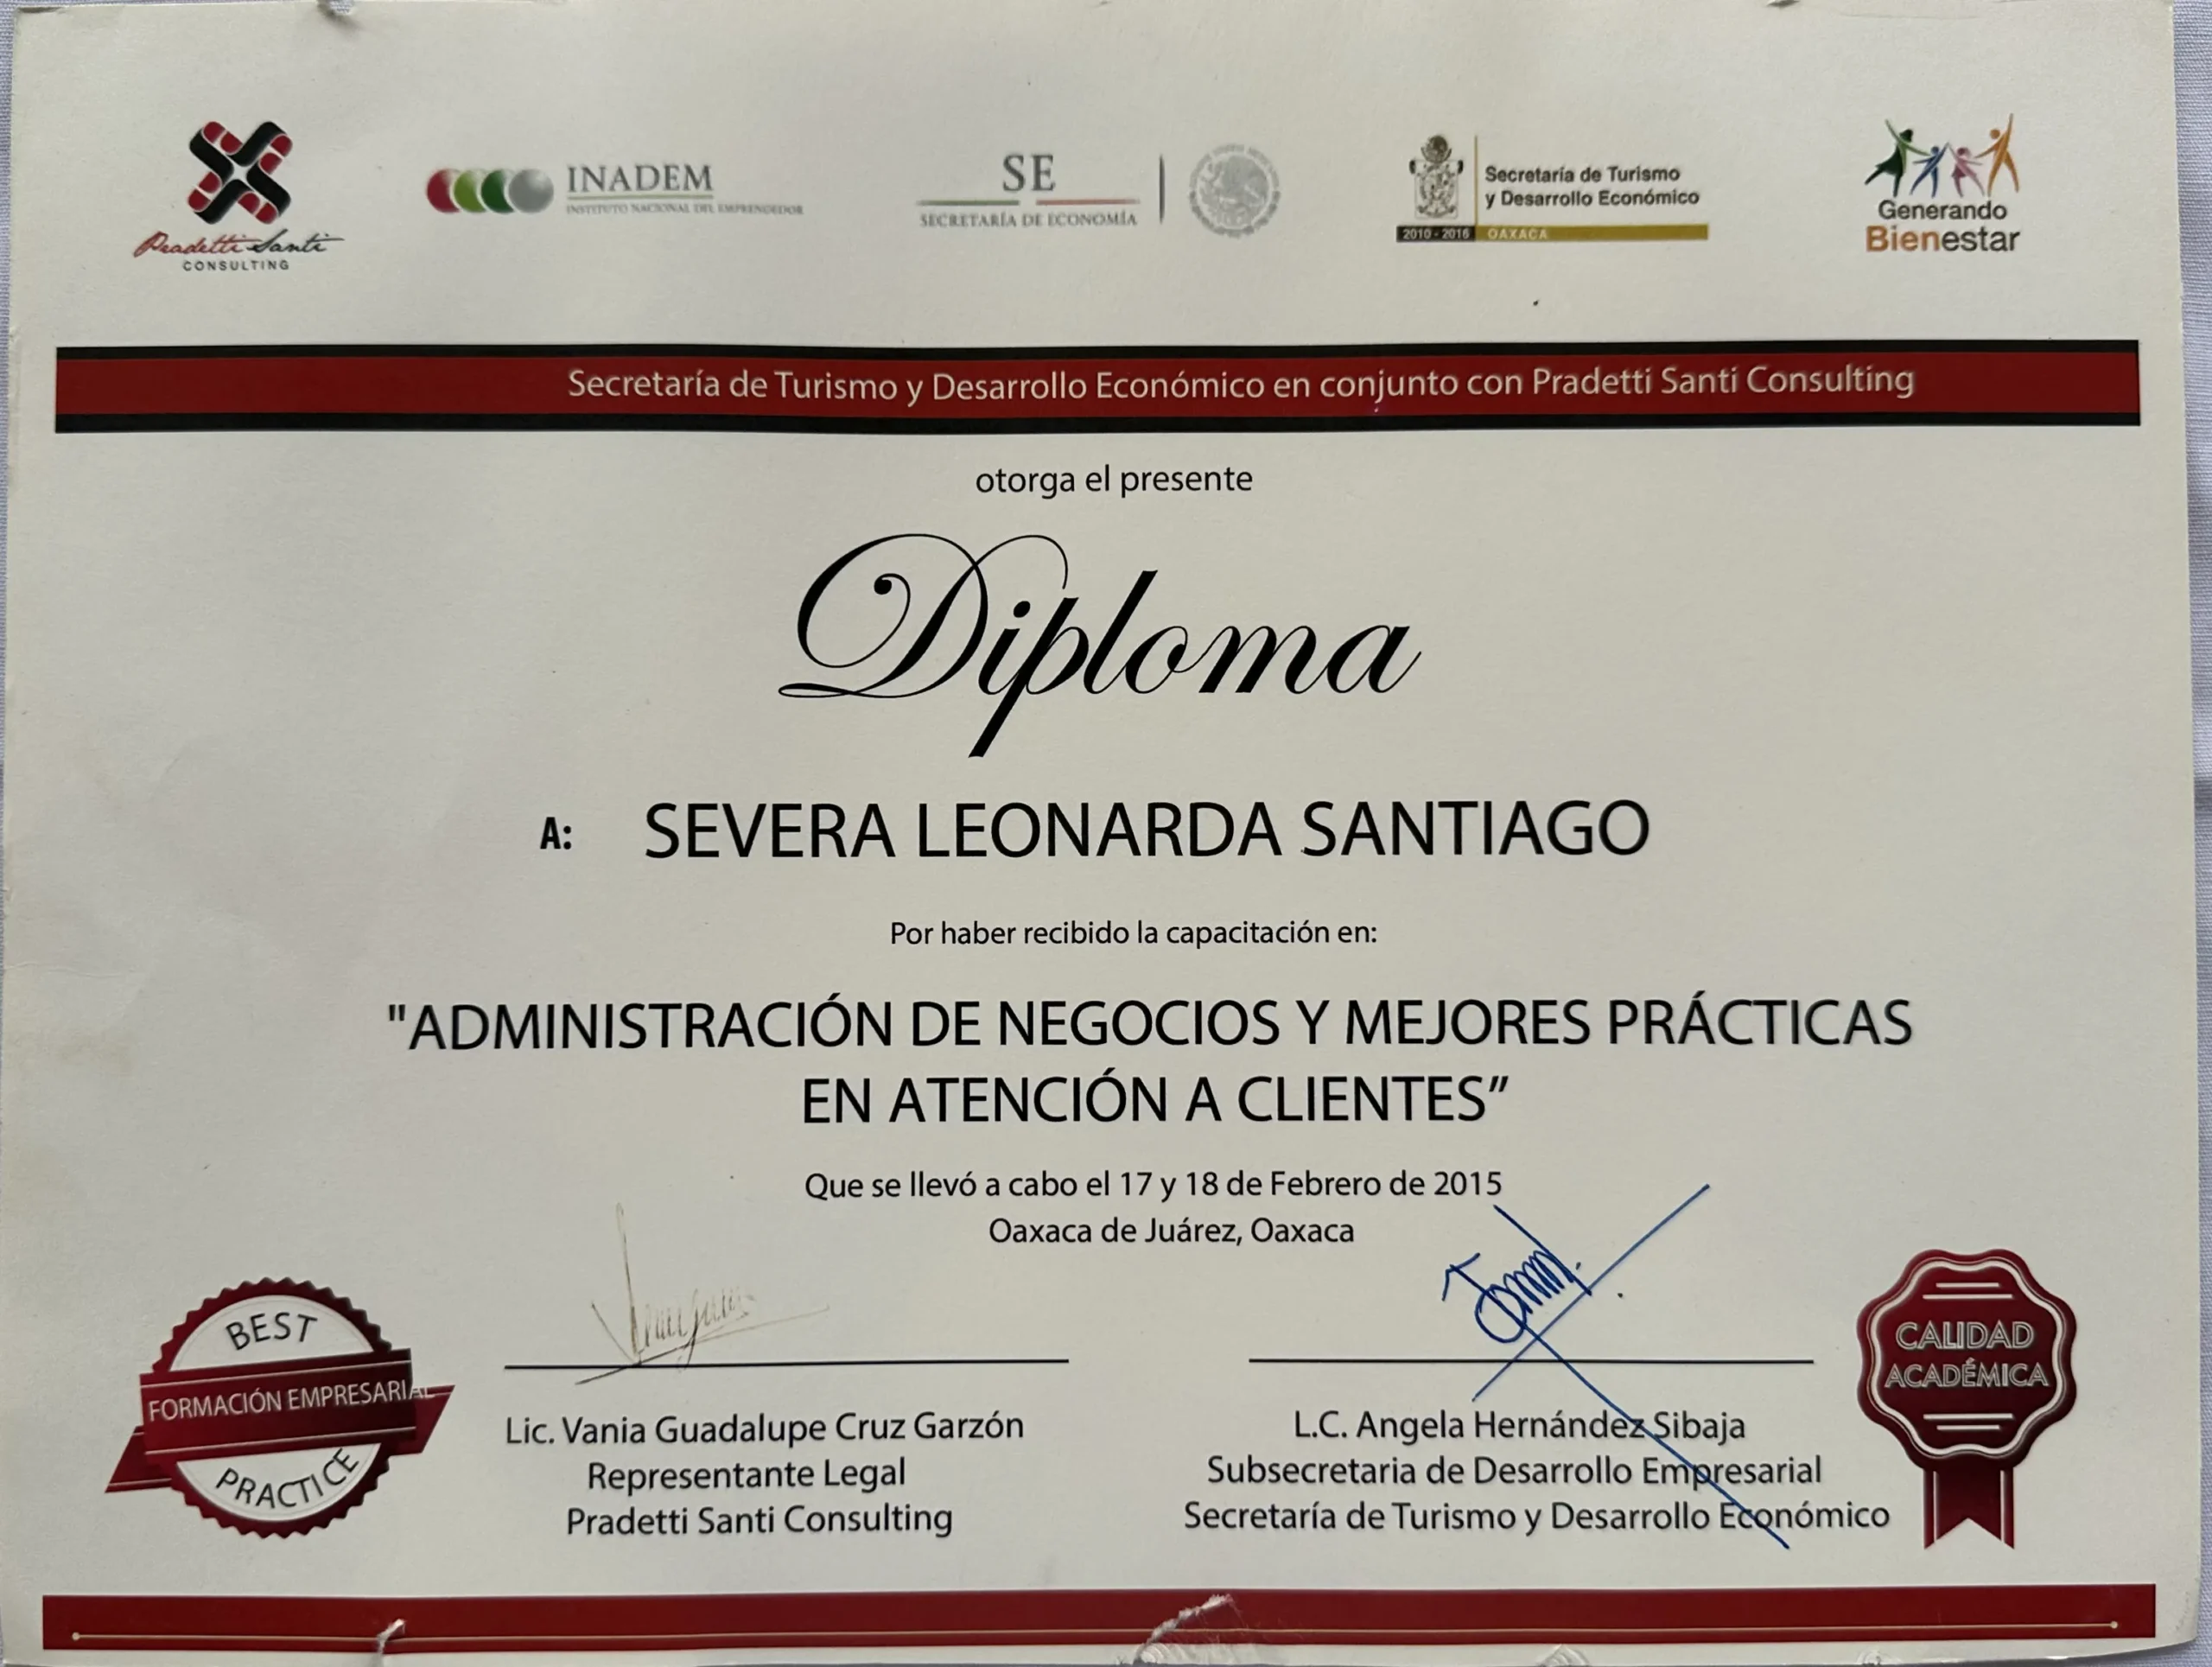 Pradetti Santi
CONSULTING
INADEM
INSTITUTO NACIONAL DEL EMPRENDEDOR
SE
SECRETARÍA DE ECONOMÍA
Secretaría de Turismo
y Desarrollo Económico
2010 - 2016 OAXACA
Generando
Bienestar
Secretaría de Turismo y Desarrollo Económico en conjunto con Pradetti Santi Consulting
otorga el presente
Diploma
A: SEVERA LEONARDA SANTIAGO
Por haber recibido la capacitación en:
"ADMINISTRACIÓN DE NEGOCIOS Y MEJORES PRÁCTICAS
EN ATENCIÓN A CLIENTES”
Que se llevó a cabo el 17 y 18 de Febrero de 2015
Oaxaca de Juárez, Oaxaca
BEST
FORMACIÓN EMPRESARIAL
PRACTICE
Lic. Vania Guadalupe Cruz Garzón
Representante Legal
Pradetti Santi Consulting
L.C. Angela Hernández Sibaja
Subsecretaria de Desarrollo Empresarial
Secretaría de Turismo y Desarrollo Económico
CALIDAD
ACADÉMICA